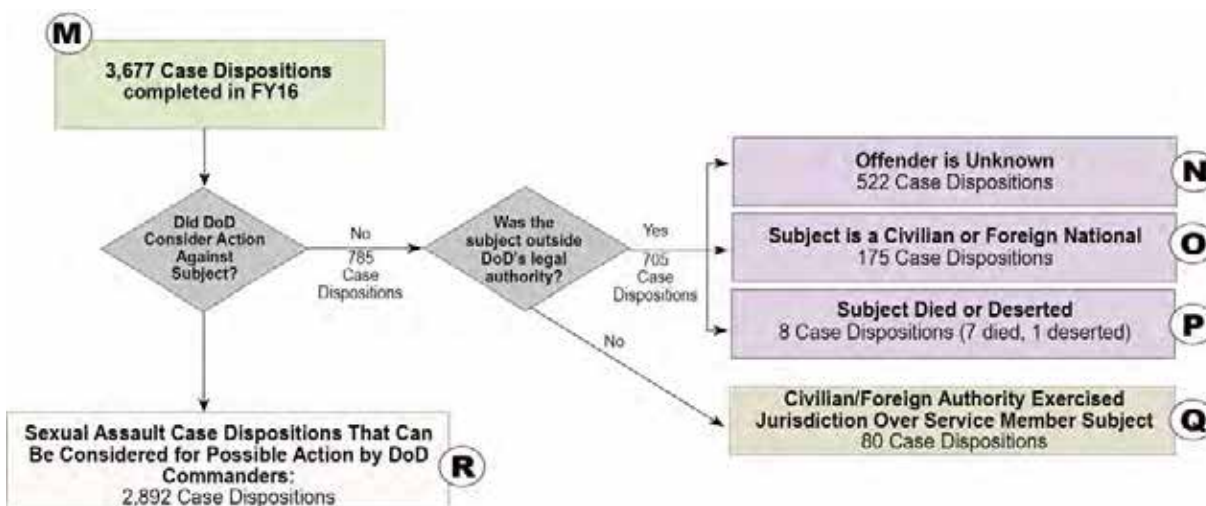 M
3,677 Case Dispositions
completed in FY16
Did DoD
Consider Action
Against
Subject?
No
785
Case
Dispositions
Was the
subject outside
DoD's legal
authority?
Yes
705
Case
Dispositions
Offender is Unknown
522 Case Dispositions
N
Subject is a Civilian or Foreign National
175 Case Dispositions
O
Subject Died or Deserted
8 Case Dispositions (7 died, 1 deserted)
P
No
Civilian/Foreign Authority Exercised
Jurisdiction Over Service Member Subject
80 Case Dispositions
Q
Sexual Assault Case Dispositions That Can
Be Considered for Possible Action by DoD
Commanders:
2,892 Case Dispositions
R